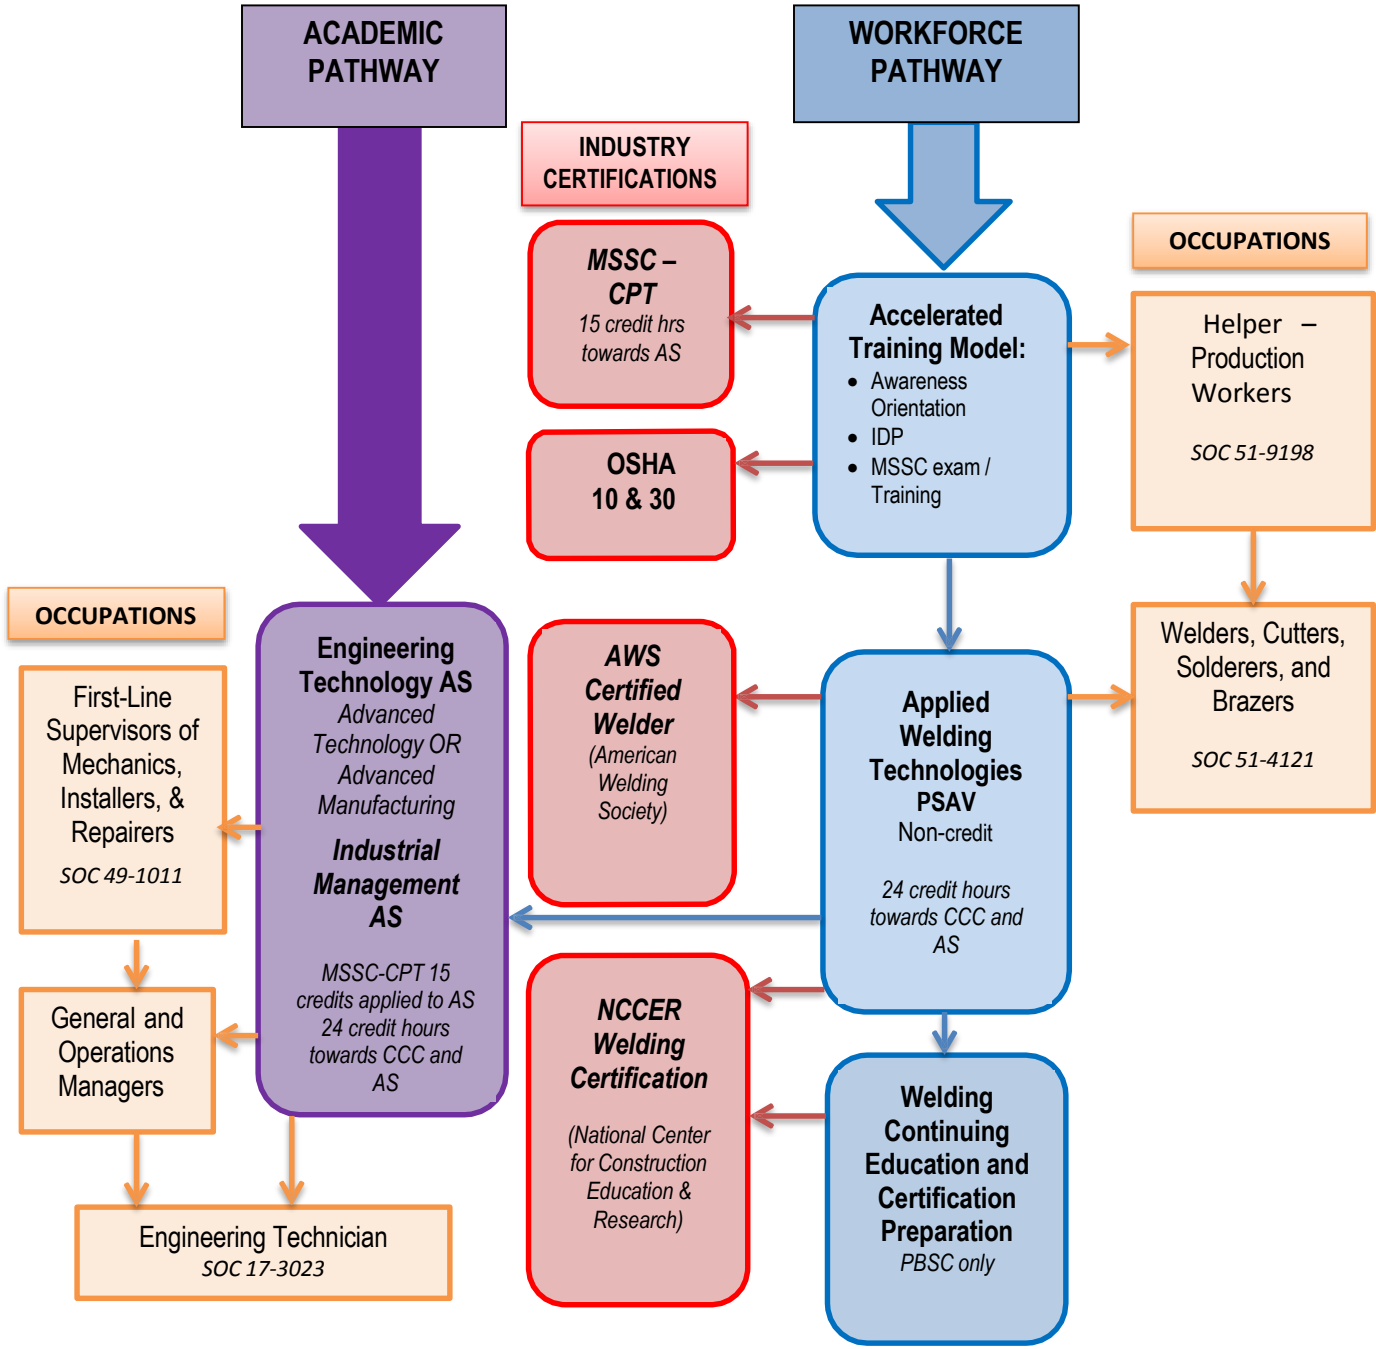 ACADEMIC
PATHWAY
WORKFORCE
PATHWAY
INDUSTRY
CERTIFICATIONS
MSSC –
CPT
15 credit hrs
towards AS
OSHA
10 & 30
Accelerated
Training Model:
• Awareness
Orientation
• IDP
• MSSC exam /
Training
OCCUPATIONS
Helper –
Production
Workers
SOC 51-9198
Welders, Cutters,
Solderers, and
Brazers
SOC 51-4121
OCCUPATIONS
First-Line
Supervisors of
Mechanics,
Installers, &
Repairers
SOC 49-1011
General and
Operations
Managers
Engineering Technician
SOC 17-3023
Engineering
Technology AS
Advanced
Technology OR
Advanced
Manufacturing
Industrial
Management
AS
MSSC-CPT 15
credits applied to AS
24 credit hours
towards CCC and
AS
AWS
Certified
Welder
(American
Welding
Society)
Applied
Welding
Technologies
PSAV
Non-credit
24 credit hours
towards CCC and
AS
NCCER
Welding
Certification
(National Center
for Construction
Education &
Research)
Welding
Continuing
Education and
Certification
Preparation
PBSC only